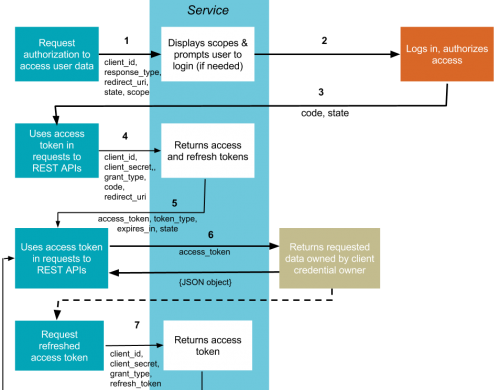 Service
Request
authorization to
access user data
1
client_id,
response_type,
redirect_uri,
state, scope
Displays scopes &
prompts user to
login (if needed)
2
Logs in, authorizes
access
3
code, state
Uses access
token in
requests to
REST APIs
4
client_id,
client_secret,,
grant_type,
code,
redirect_uri
Returns access
and refresh tokens
5
access_token, token_type,
expires_in, state
Uses access token
in requests to
REST APIs
6
access_token
{JSON object}
Returns requested
data owned by client
credential owner
Request
refreshed
access token
7
client_id,
client_secret,
grant_type,
refresh_token
Returns access
token